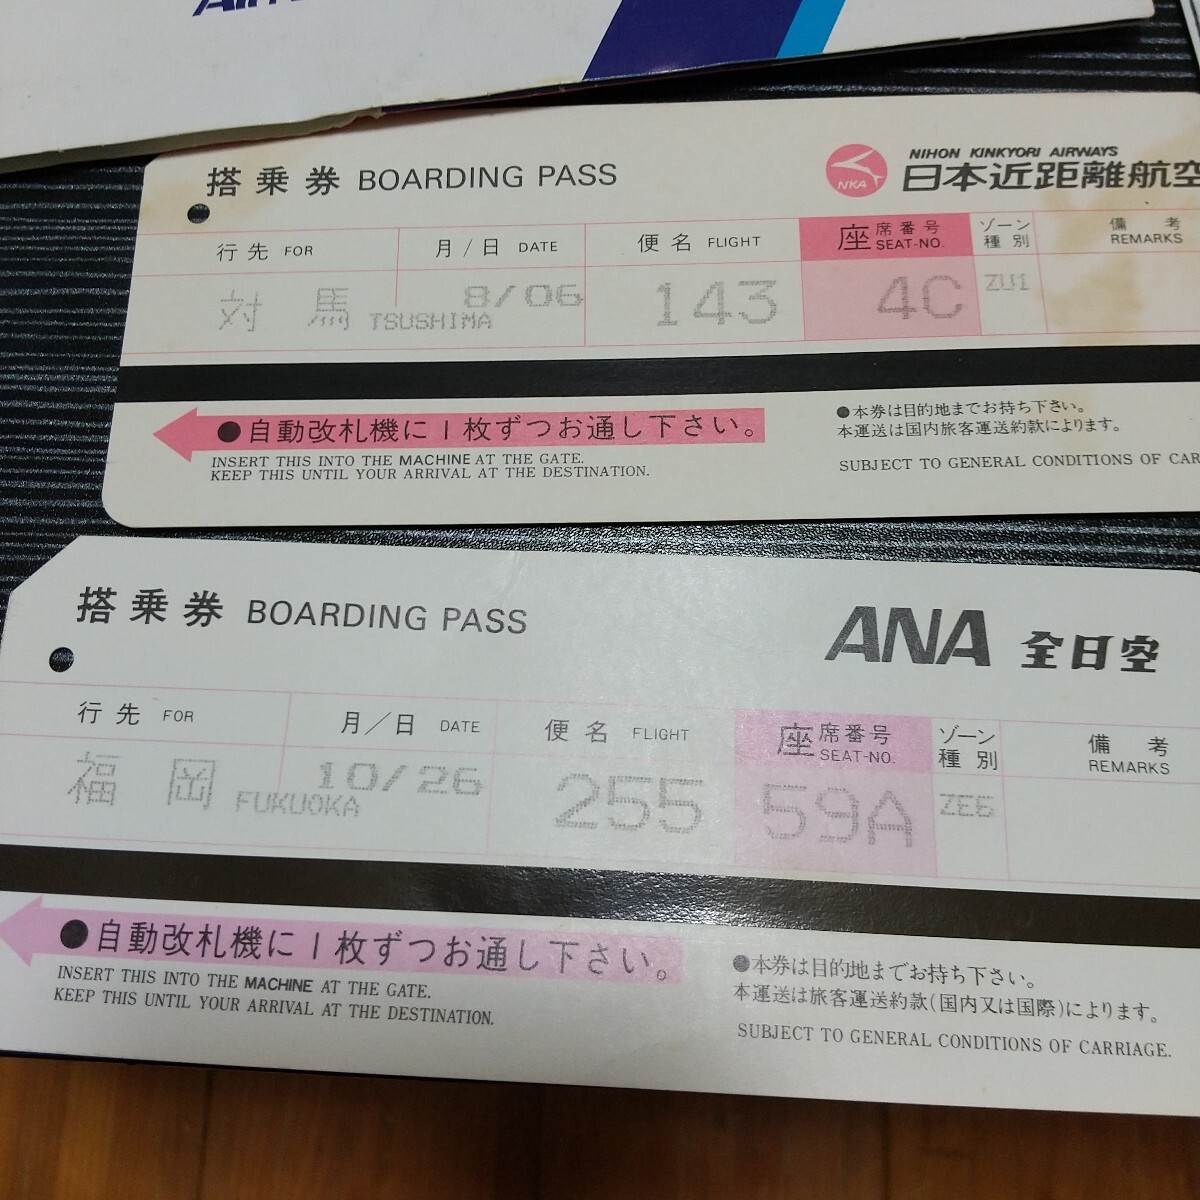 搭乗券 BOARDING PASS
NKA
NIHON KINKYORI AIRWAYS
日本近距離航空
行先 FOR 月/日 DATE 便名 FLIGHT 座席番号 SEAT-NO. ゾーン種別 備考 REMARKS
対馬 TSUSHIMA 8/06 143 4C ZU1
●自動改札機に1枚ずつお通し下さい。
INSERT THIS INTO THE MACHINE AT THE GATE.
KEEP THIS UNTIL YOUR ARRIVAL AT THE DESTINATION.
●本券は目的地までお持ち下さい。
本運送は国内旅客運送約款によります。
SUBJECT TO GENERAL CONDITIONS OF CAR
搭乗券 BOARDING PASS
ANA 全日空
行先 FOR 月/日 DATE 便名 FLIGHT 座席番号 SEAT-NO. ゾーン種別 備考 REMARKS
福岡 FUKUOKA 10/26 255 59A ZE6
●自動改札機に1枚ずつお通し下さい。
INSERT THIS INTO THE MACHINE AT THE GATE.
KEEP THIS UNTIL YOUR ARRIVAL AT THE DESTINATION.
●本券は目的地までお持ち下さい。
本運送は旅客運送約款(国内又は国際)によります。
SUBJECT TO GENERAL CONDITIONS OF CARRIAGE.